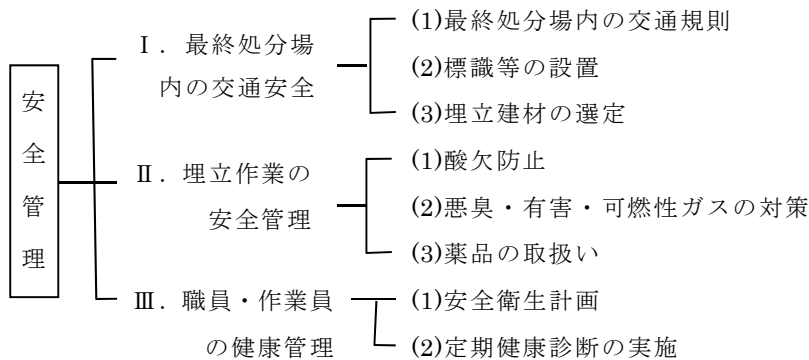 安全管理
Ⅰ．最終処分場
内の交通安全
(1)最終処分場内の交通規則
(2)標識等の設置
(3)埋立建材の選定
Ⅱ．埋立作業の
安全管理
(1)酸欠防止
(2)悪臭・有害・可燃性ガスの対策
(3)薬品の取扱い
Ⅲ．職員・作業員
の健康管理
(1)安全衛生計画
(2)定期健康診断の実施